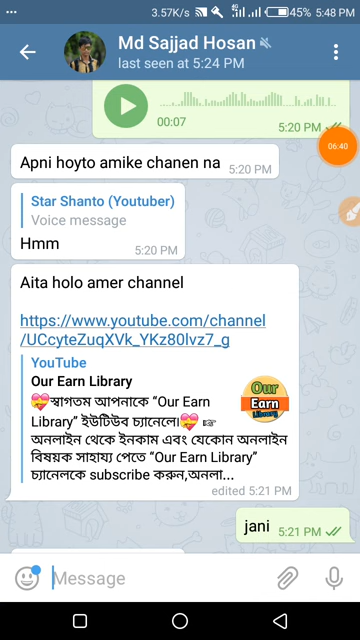 3.57K/s 4G 45% 5:48 PM
Md Sajjad Hosan
last seen at 5:24 PM
00:07 5:20 PM
06:40
Apni hoyto amike chanen na 5:20 PM
Star Shanto (Youtuber)
Voice message
Hmm 5:20 PM
Aita holo amer channel
https://www.youtube.com/channel
/UCcyteZuqXVk_YKz80lvz7_g
YouTube
Our Earn Library
💝স্বাগতম আপনাকে “Our Earn
Library” ইউটিউব চ্যানেলে।💝 ☞
অনলাইন থেকে ইনকাম এবং যেকোন অনলাইন
বিষয়ক সাহায্য পেতে “Our Earn Library”
চ্যানেলকে subscribe করুন,অনলা...
Our
Earn
Library
edited 5:21 PM
jani 5:21 PM
Message